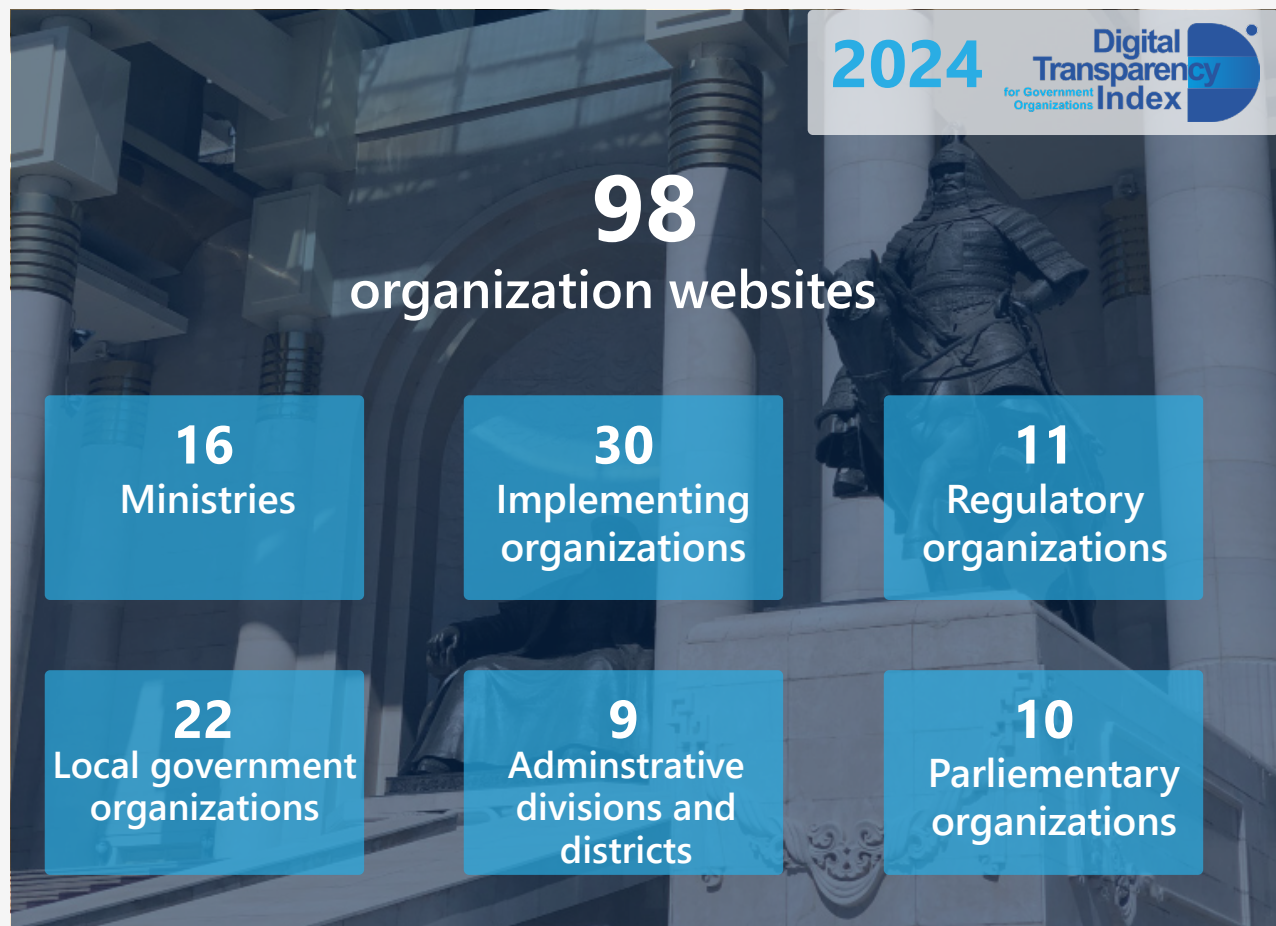 2024
Digital
Transparency
for Government
Organizations
Index
98
organization websites
16
Ministries
30
Implementing
organizations
11
Regulatory
organizations
22
Local government
organizations
9
Adminstrative
divisions and
districts
10
Parliementary
organizations